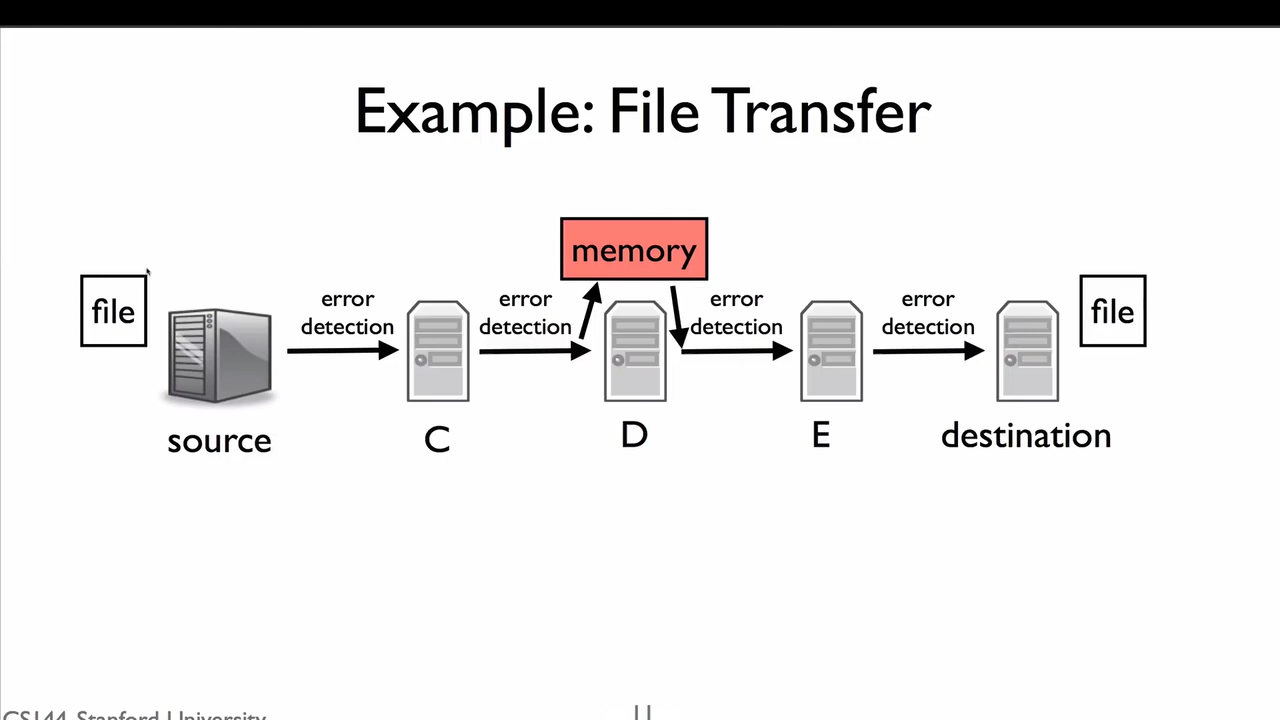 Example: File Transfer
memory
file
error
detection
error
detection
error
detection
error
detection
file
source
C
D
E
destination
CS144, Stanford University